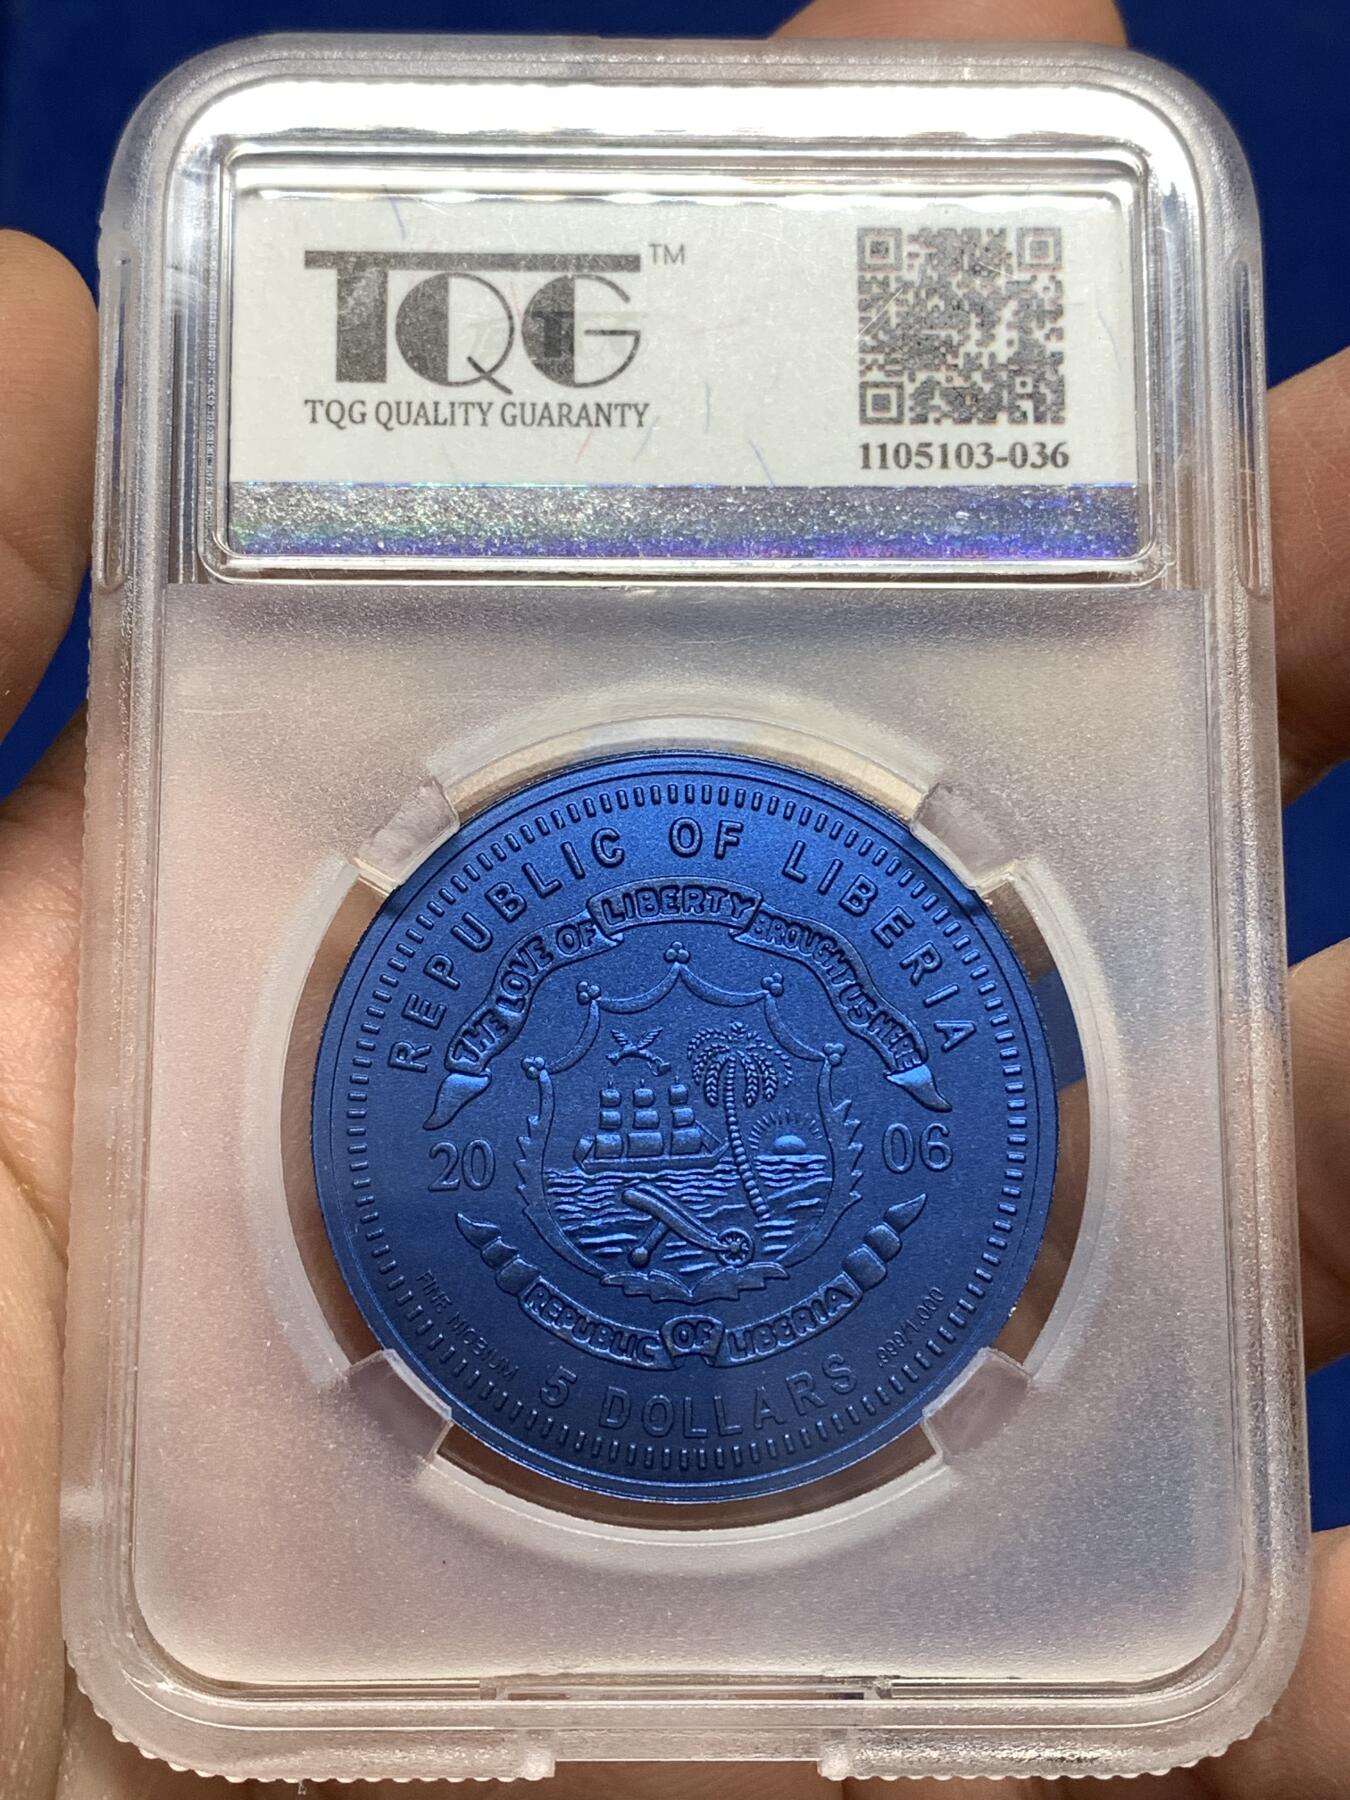 TQG™
TQG QUALITY GUARANTY
1105103-036
REPUBLIC OF LIBERIA
THE LOVE OF LIBERTY BROUGHT US HERE
20 06
REPUBLIC OF LIBERIA
FINE NIOBIUM 5 DOLLARS .999/1.000